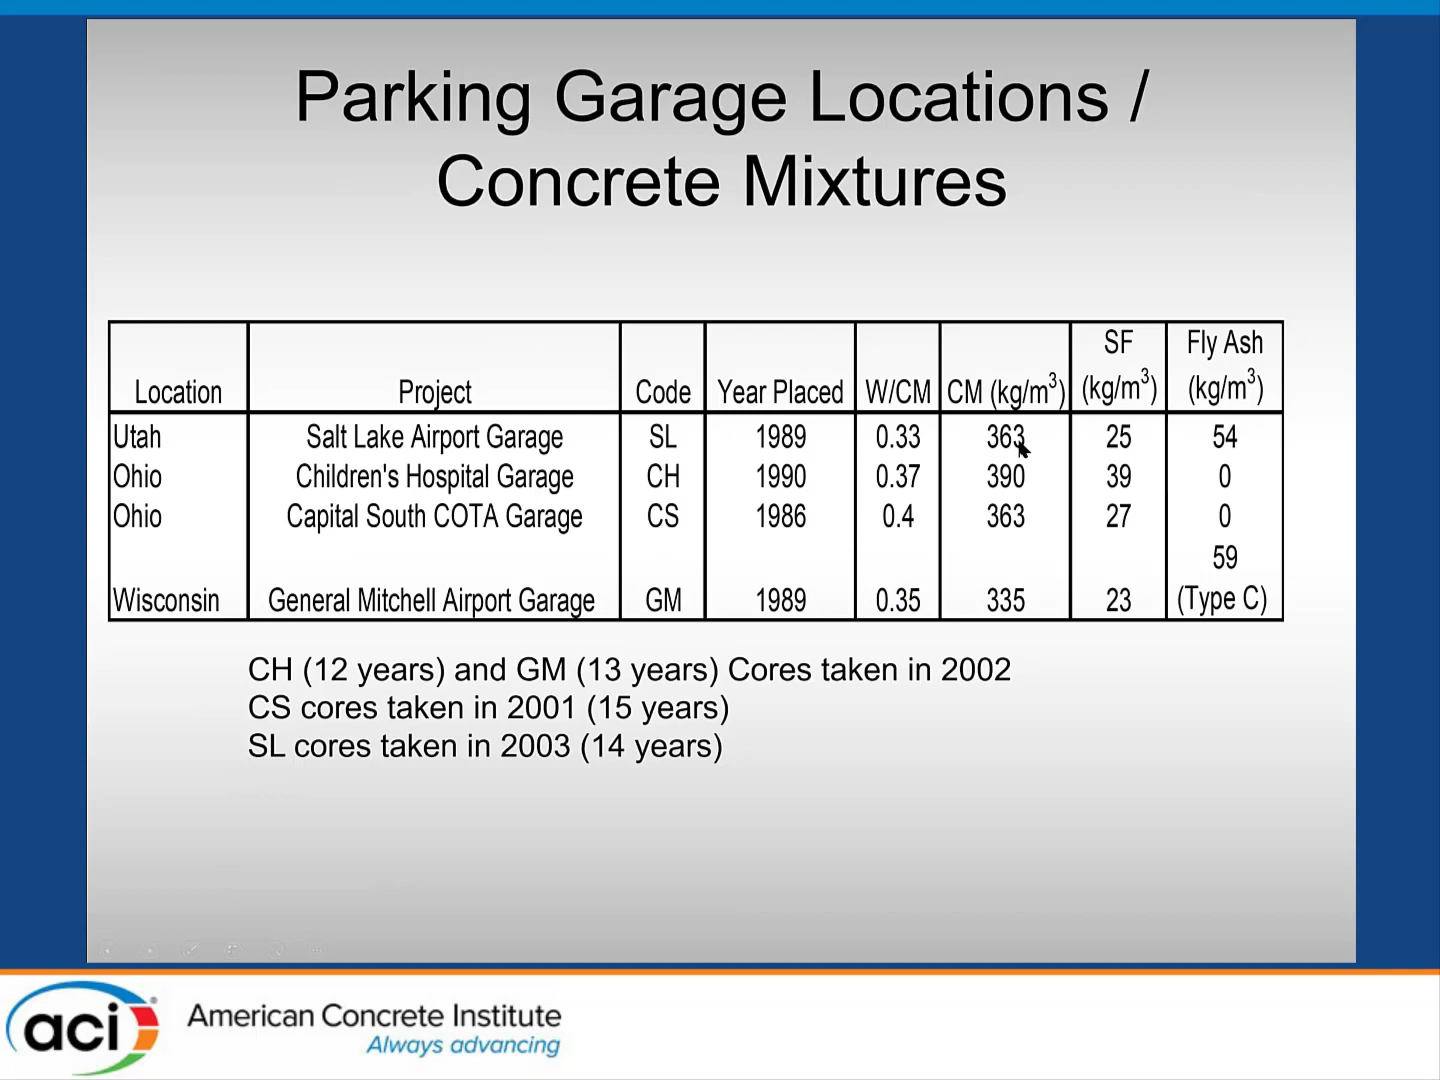 Parking Garage Locations /
Concrete Mixtures
Location Project Code Year Placed W/CM CM (kg/m³) SF (kg/m³) Fly Ash (kg/m³)
Utah Salt Lake Airport Garage SL 1989 0.33 363 25 54
Ohio Children's Hospital Garage CH 1990 0.37 390 39 0
Ohio Capital South COTA Garage CS 1986 0.4 363 27 0
Wisconsin General Mitchell Airport Garage GM 1989 0.35 335 23 59 (Type C)
CH (12 years) and GM (13 years) Cores taken in 2002
CS cores taken in 2001 (15 years)
SL cores taken in 2003 (14 years)
aci®
American Concrete Institute
Always advancing